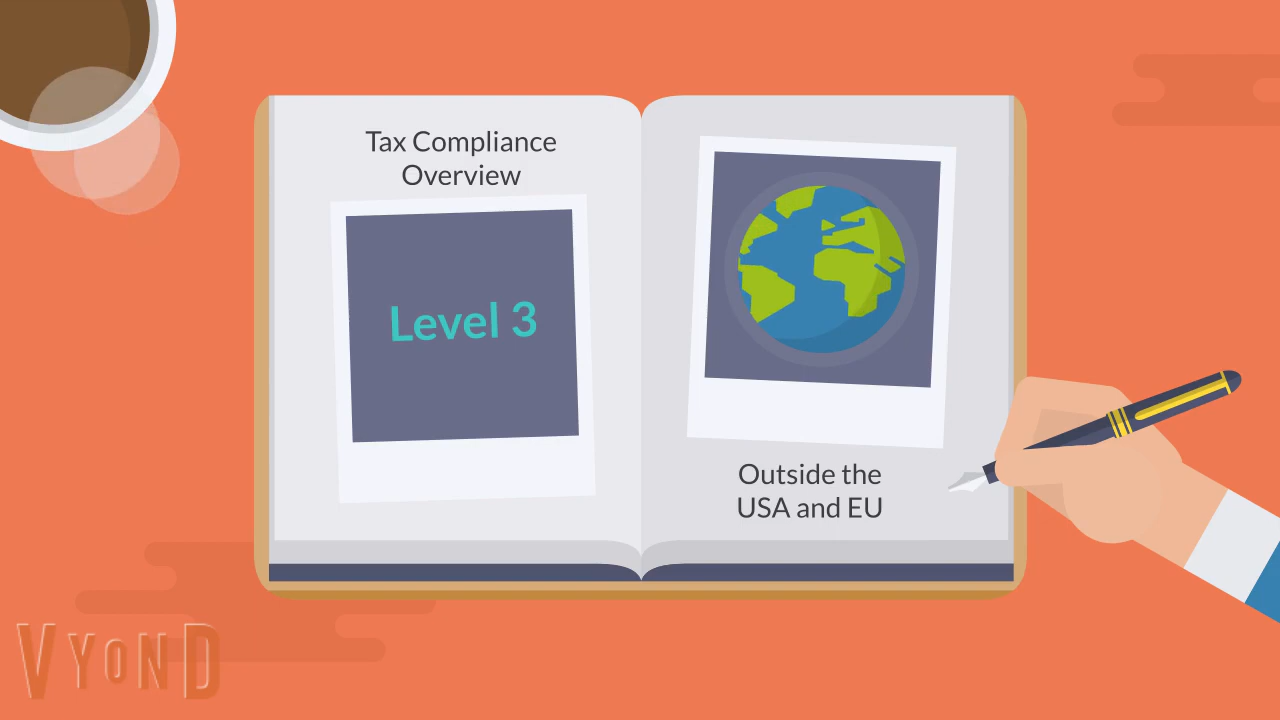 Tax Compliance
Overview
Level 3
Outside the
USA and EU
VYOND